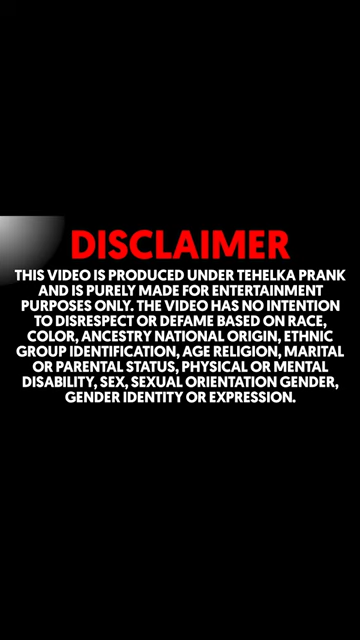 DISCLAIMER
THIS VIDEO IS PRODUCED UNDER TEHELKA PRANK
AND IS PURELY MADE FOR ENTERTAINMENT
PURPOSES ONLY. THE VIDEO HAS NO INTENTION
TO DISRESPECT OR DEFAME BASED ON RACE,
COLOR, ANCESTRY NATIONAL ORIGIN, ETHNIC
GROUP IDENTIFICATION, AGE RELIGION, MARITAL
OR PARENTAL STATUS, PHYSICAL OR MENTAL
DISABILITY, SEX, SEXUAL ORIENTATION GENDER,
GENDER IDENTITY OR EXPRESSION.